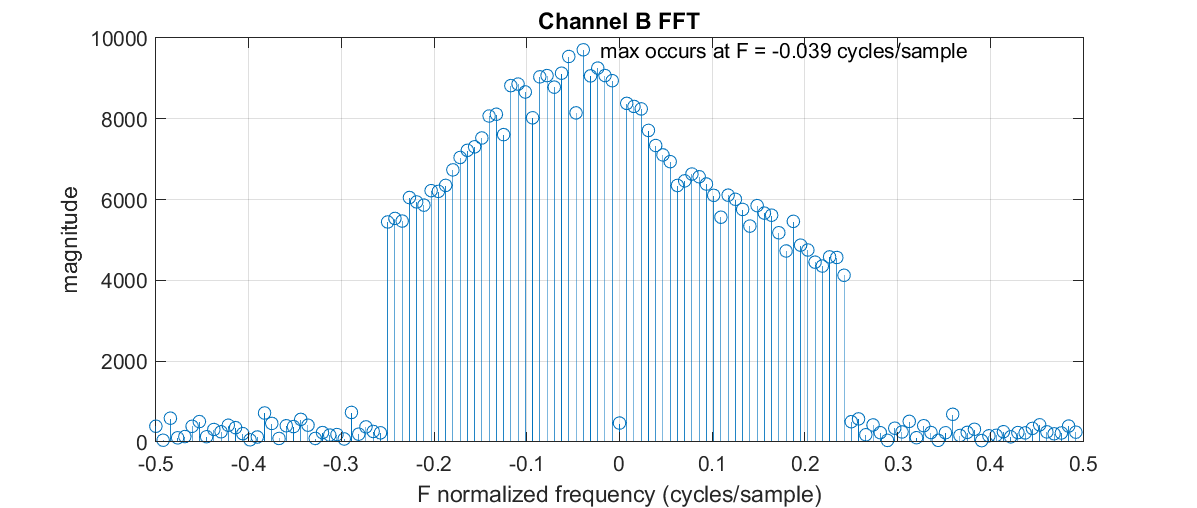 Channel B FFT
max occurs at F = -0.039 cycles/sample
10000
8000
6000
4000
2000
0
magnitude
-0.5 -0.4 -0.3 -0.2 -0.1 0 0.1 0.2 0.3 0.4 0.5
F normalized frequency (cycles/sample)